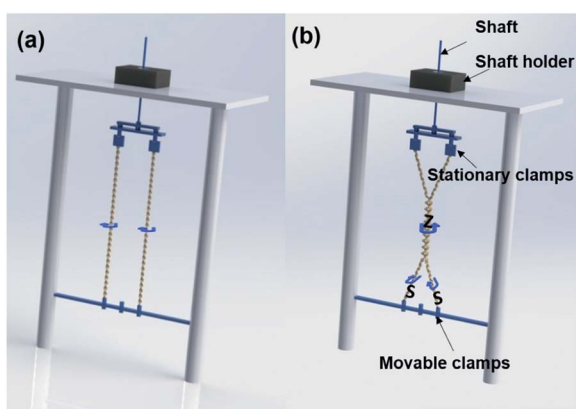 (a)
(b)
Shaft
Shaft holder
Stationary clamps
Z
S
S
Movable clamps